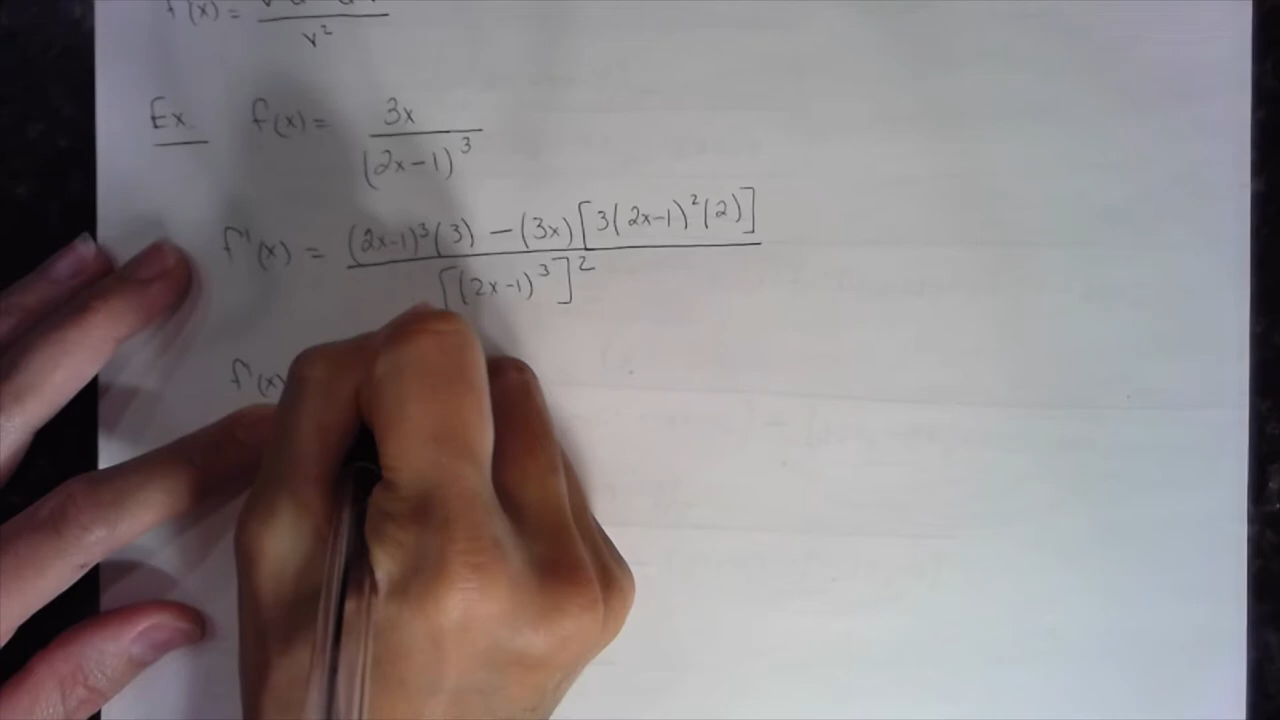 f'(x) = / v²
Ex. f(x) = 3x / (2x-1)³
f'(x) = (2x-1)³(3) - (3x)[3(2x-1)²(2)] / [(2x-1)³]²
f'(x)